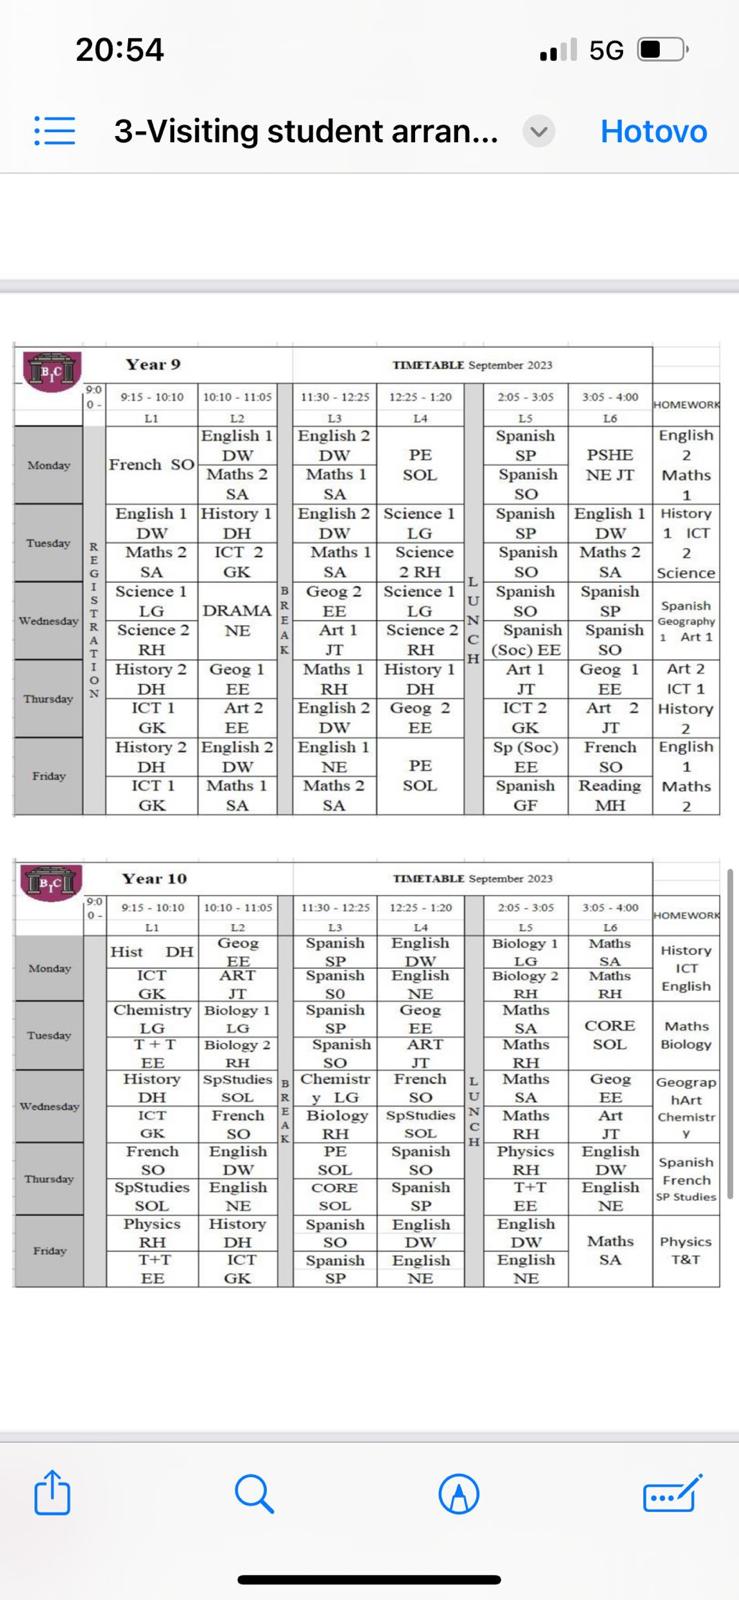 20:54
5G
3-Visiting student arran...
Hotovo
BIC
Year 9
TIMETABLE September 2023
9:0
0 -
9:15 - 10:10
10:10 - 11:05
11:30 - 12:25
12:25 - 1:20
2:05 - 3:05
3:05 - 4:00
HOMEWORK
L1
L2
L3
L4
L5
L6
REGISTRATION
BREAK
LUNCH
Monday
French SO
English 1
DW
Maths 2
SA
English 2
DW
Maths 1
SA
PE
SOL
Spanish
SP
Spanish
SO
PSHE
NE JT
English
2
Maths
1
Tuesday
English 1
DW
Maths 2
SA
History 1
DH
ICT 2
GK
English 2
DW
Maths 1
SA
Science 1
LG
Science
2 RH
Spanish
SP
Spanish
SO
English 1
DW
Maths 2
SA
History
1 ICT
2
Science
Wednesday
Science 1
LG
Science 2
RH
DRAMA
NE
Geog 2
EE
Art 1
JT
Science 1
LG
Science 2
RH
Spanish
SO
Spanish
(Soc) EE
Spanish
SP
Spanish
SO
Spanish
Geography
1 Art 1
Thursday
History 2
DH
ICT 1
GK
Geog 1
EE
Art 2
EE
Maths 1
RH
English 2
DW
History 1
DH
Geog 2
EE
Art 1
JT
ICT 2
GK
Geog 1
EE
Art 2
JT
Art 2
ICT 1
History
2
Friday
History 2
DH
ICT 1
GK
English 2
DW
Maths 1
SA
English 1
NE
Maths 2
SA
PE
SOL
Sp (Soc)
EE
Spanish
GF
French
SO
Reading
MH
English
1
Maths
2
BIC
Year 10
TIMETABLE September 2023
9:0
0 -
9:15 - 10:10
10:10 - 11:05
11:30 - 12:25
12:25 - 1:20
2:05 - 3:05
3:05 - 4:00
HOMEWORK
L1
L2
L3
L4
L5
L6
BREAK
LUNCH
Monday
Hist DH
ICT
GK
Geog
EE
ART
JT
Spanish
SP
Spanish
S0
English
DW
English
NE
Biology 1
LG
Biology 2
RH
Maths
SA
Maths
RH
History
ICT
English
Tuesday
Chemistry
LG
T + T
EE
Biology 1
LG
Biology 2
RH
Spanish
SP
Spanish
SO
Geog
EE
ART
JT
Maths
SA
Maths
RH
CORE
SOL
Maths
Biology
Wednesday
History
DH
ICT
GK
SpStudies
SOL
French
SO
Chemistr
y LG
Biology
RH
French
SO
SpStudies
SOL
Maths
SA
Maths
RH
Geog
EE
Art
JT
Geograp
hArt
Chemistr
y
Thursday
French
SO
SpStudies
SOL
English
DW
English
NE
PE
SOL
CORE
SOL
Spanish
SO
Spanish
SP
Physics
RH
T+T
EE
English
DW
English
NE
Spanish
French
SP Studies
Friday
Physics
RH
T+T
EE
History
DH
ICT
GK
Spanish
SO
Spanish
SP
English
DW
English
NE
English
DW
English
NE
Maths
SA
Physics
T&T